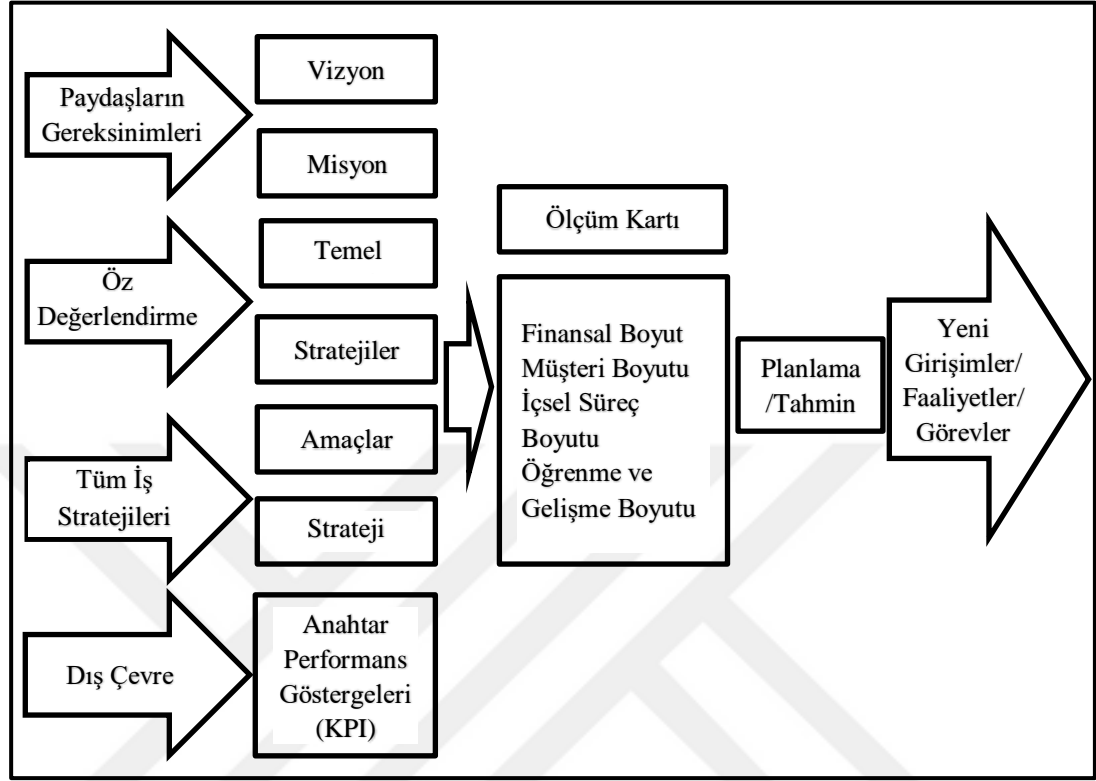 Paydaşların
Gereksinimleri
Öz
Değerlendirme
Tüm İş
Stratejileri
Dış Çevre
Vizyon
Misyon
Temel
Stratejiler
Amaçlar
Strateji
Anahtar
Performans
Göstergeleri
(KPI)
Ölçüm Kartı
Finansal Boyut
Müşteri Boyutu
İçsel Süreç
Boyutu
Öğrenme ve
Gelişme Boyutu
Planlama
/Tahmin
Yeni
Girişimler/
Faaliyetler/
Görevler